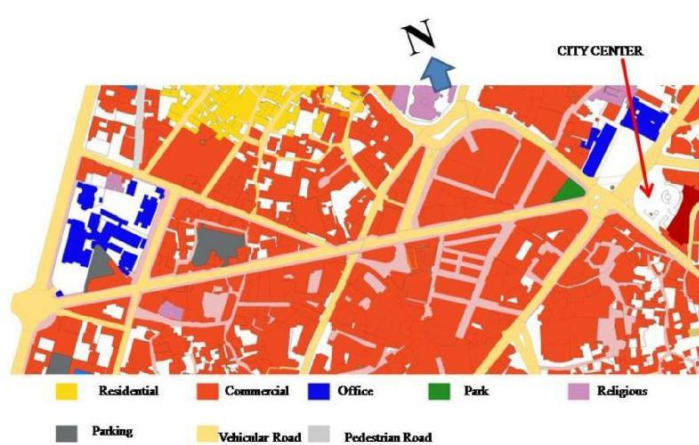 N
CITY CENTER
Residential Commercial Office Park Religious
Parking Vehicular Road Pedestrian Road